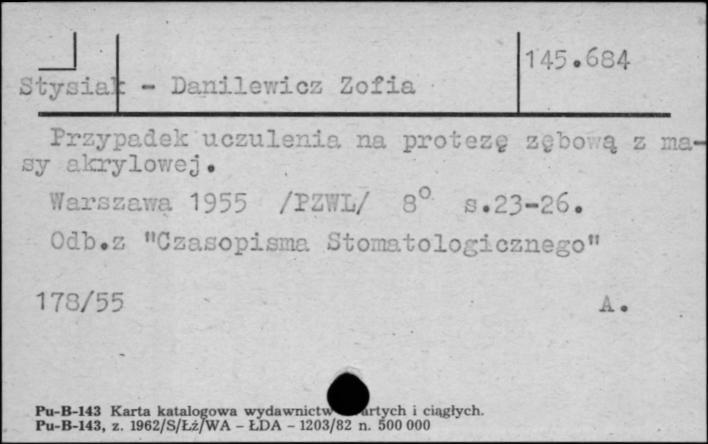 145.684
Stysiak - Danilewicz Zofia
Przypadek uczulenia na protezę zębową z ma-
sy akrylowej.
Warszawa 1955 /PZWL/ 8° s.23-26.
Odb.z "Czasopisma Stomatologicznego"
178/55 A.
Pu-B-143 Karta katalogowa wydawnictw artych i ciągłych.
Pu-B-143, z. 1962/S/Łż/WA - ŁDA - 1203/82 n. 500 000